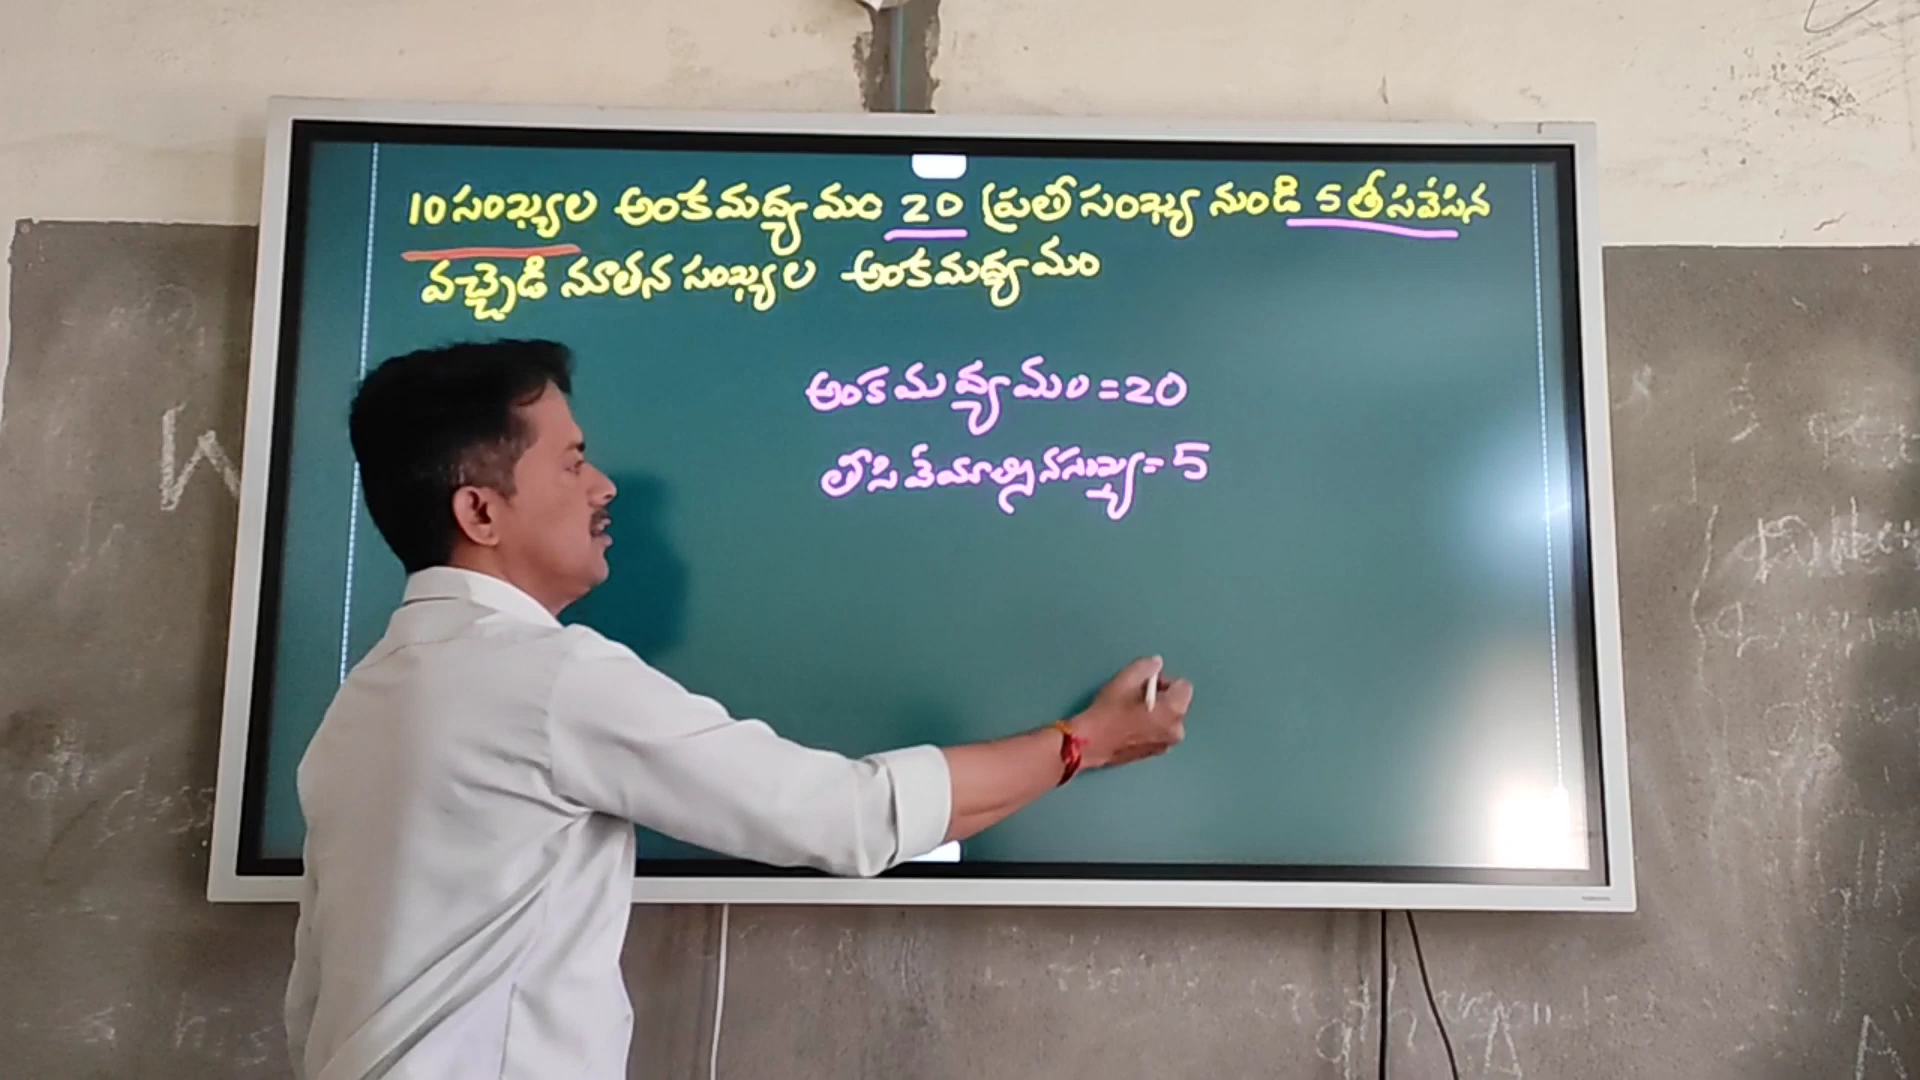 10 సంఖ్యల అంకమధ్యమం 20 ప్రతీ సంఖ్య నుండి 5 తీసివేసిన
వచ్చెడి నూతన సంఖ్యల అంకమధ్యమం
అంకమధ్యమం = 20
తీసి వేయాల్సిన సంఖ్య = 5